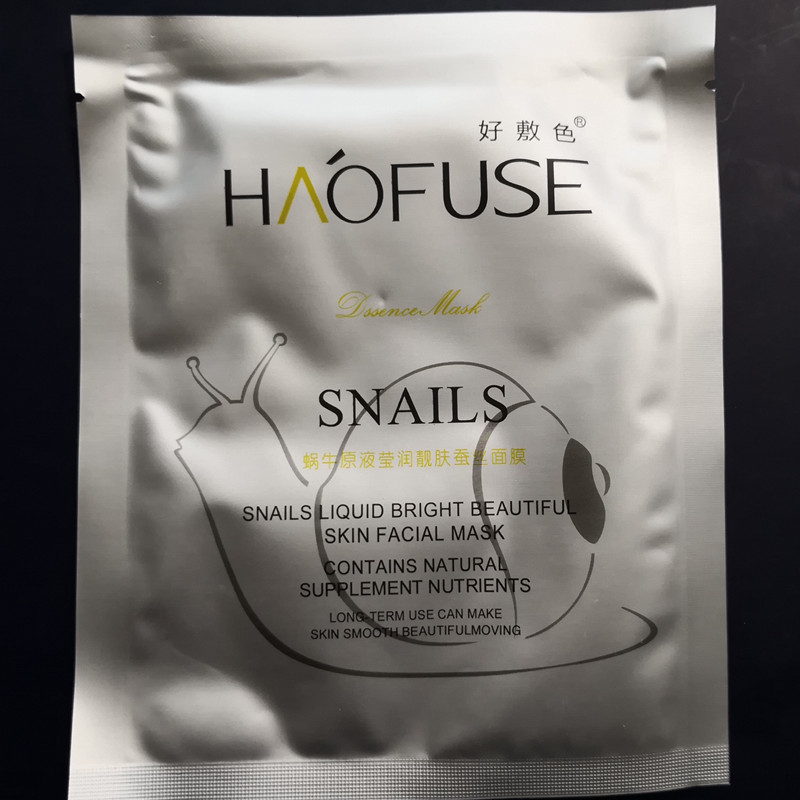 好敷色®
HAÓFUSE
Dssence Mask
SNAILS
蜗牛原液莹润靓肤蚕丝面膜
SNAILS LIQUID BRIGHT BEAUTIFUL
SKIN FACIAL MASK
CONTAINS NATURAL
SUPPLEMENT NUTRIENTS
LONG-TERM USE CAN MAKE
SKIN SMOOTH BEAUTIFULMOVING